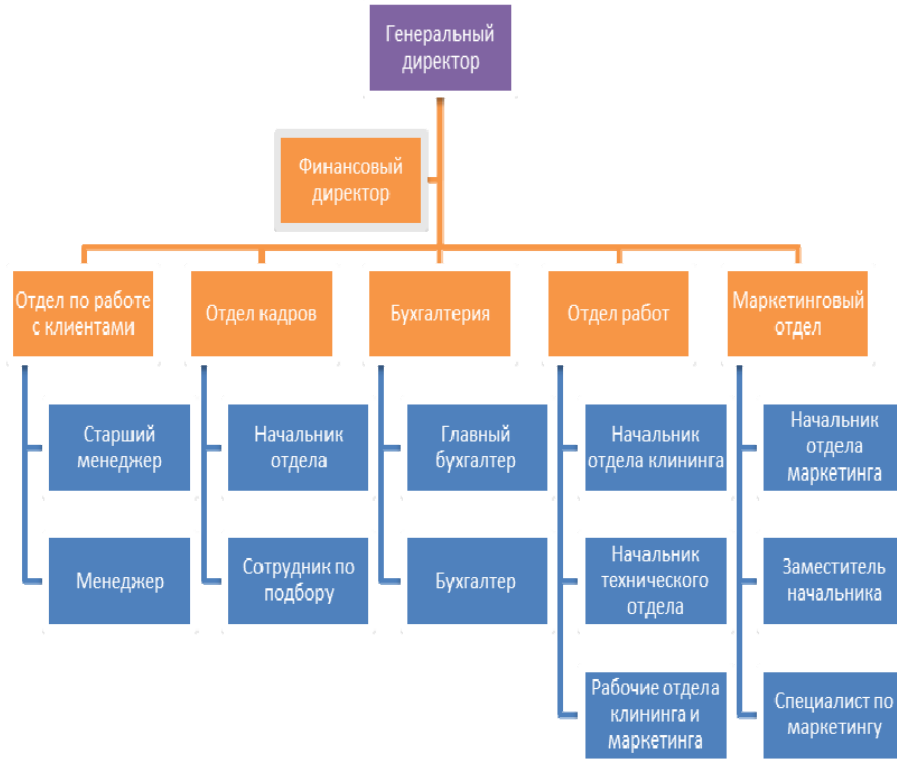 Генеральный
директор
Финансовый
директор
Отдел по работе
с клиентами
Отдел кадров
Бухгалтерия
Отдел работ
Маркетинговый
отдел
Старший
менеджер
Начальник
отдела
Главный
бухгалтер
Начальник
отдела клининга
Начальник
отдела
маркетинга
Менеджер
Сотрудник по
подбору
Бухгалтер
Начальник
технического
отдела
Заместитель
начальника
Рабочие отдела
клининга и
маркетинга
Специалист по
маркетингу